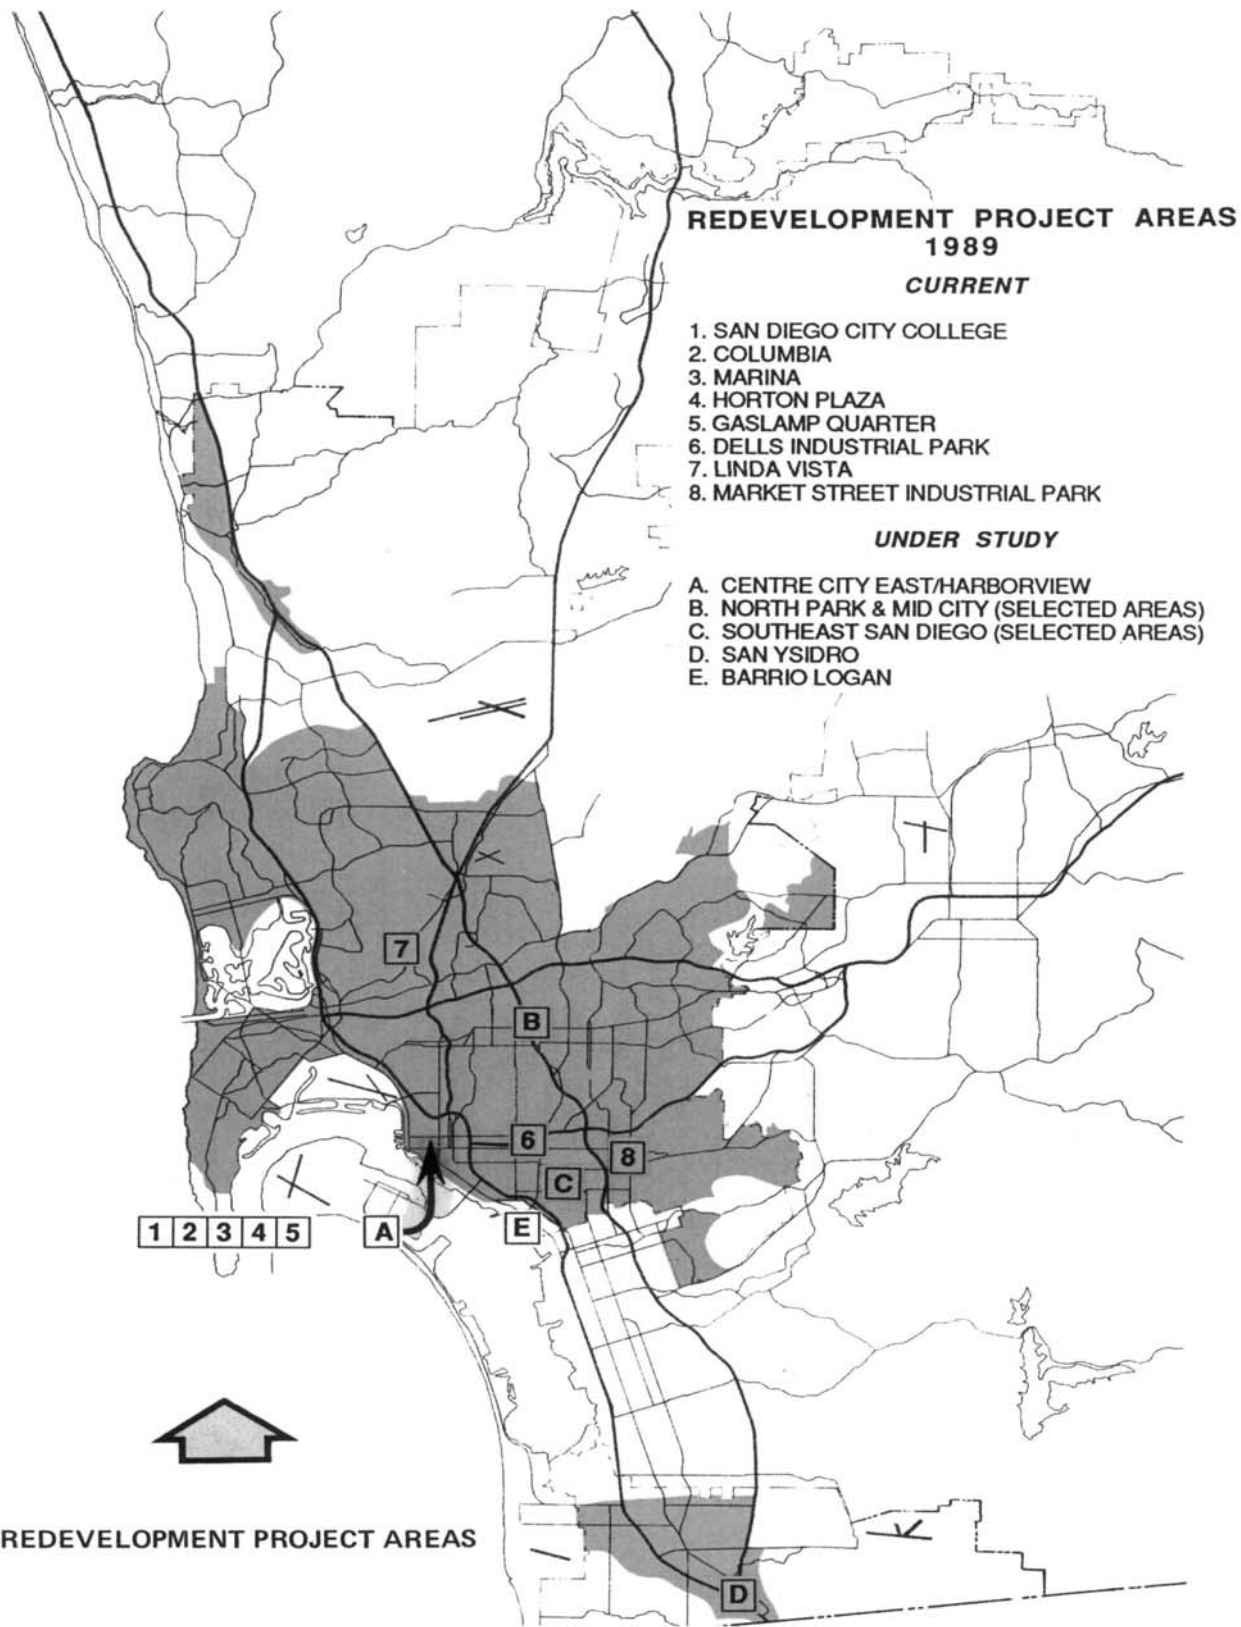 REDEVELOPMENT PROJECT AREAS
1989
CURRENT
1. SAN DIEGO CITY COLLEGE
2. COLUMBIA
3. MARINA
4. HORTON PLAZA
5. GASLAMP QUARTER
6. DELLS INDUSTRIAL PARK
7. LINDA VISTA
8. MARKET STREET INDUSTRIAL PARK
UNDER STUDY
A. CENTRE CITY EAST/HARBORVIEW
B. NORTH PARK & MID CITY (SELECTED AREAS)
C. SOUTHEAST SAN DIEGO (SELECTED AREAS)
D. SAN YSIDRO
E. BARRIO LOGAN
7
B
6
8
C
1 2 3 4 5
A
E
REDEVELOPMENT PROJECT AREAS
D